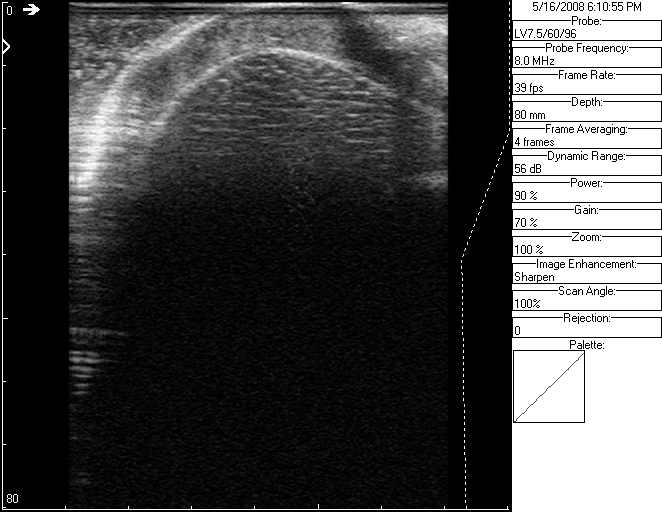 0
80
5/16/2008 6:10:55 PM
Probe:
LV7.5/60/96
Probe Frequency:
8.0 MHz
Frame Rate:
39 fps
Depth:
80 mm
Frame Averaging:
4 frames
Dynamic Range:
56 dB
Power:
90 %
Gain:
70 %
Zoom:
100 %
Image Enhancement:
Sharpen
Scan Angle:
100%
Rejection:
0
Palette: